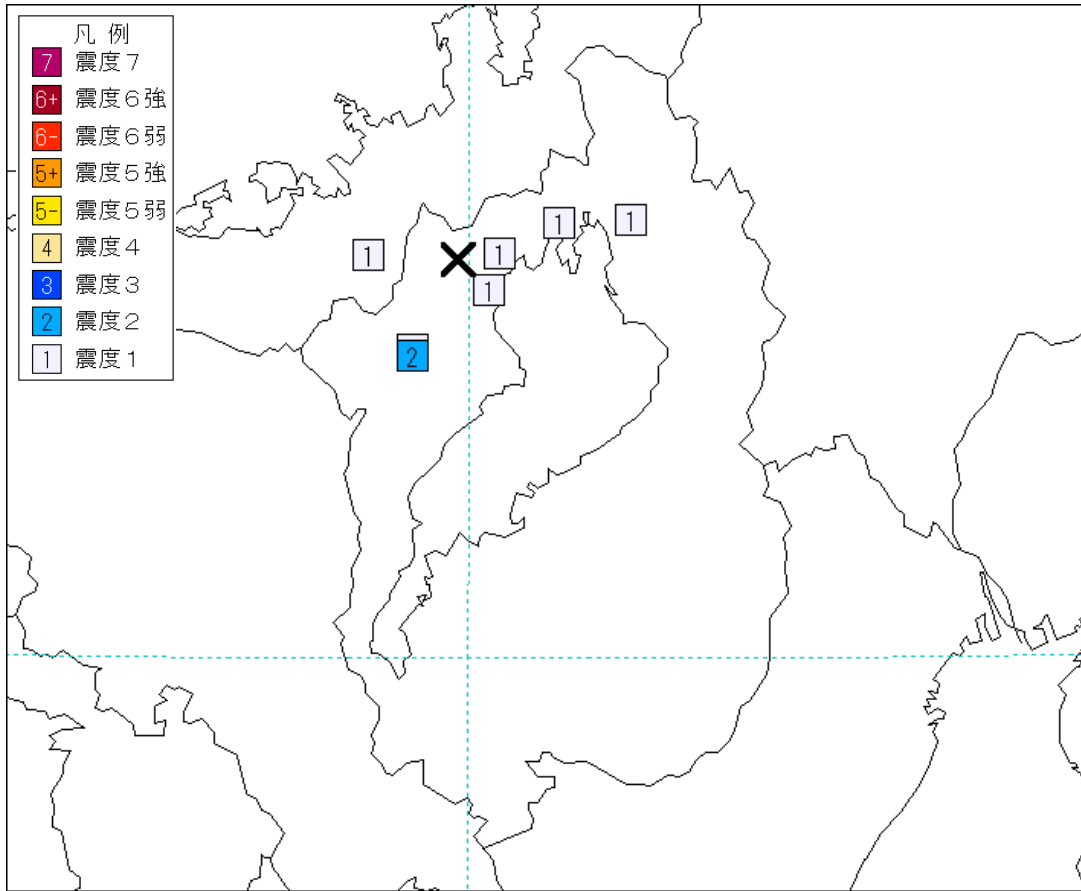 凡 例
7 震度７
6+ 震度６強
6- 震度６弱
5+ 震度５強
5- 震度５弱
4 震度４
3 震度３
2 震度２
1 震度１
1
1
1
1
1
2